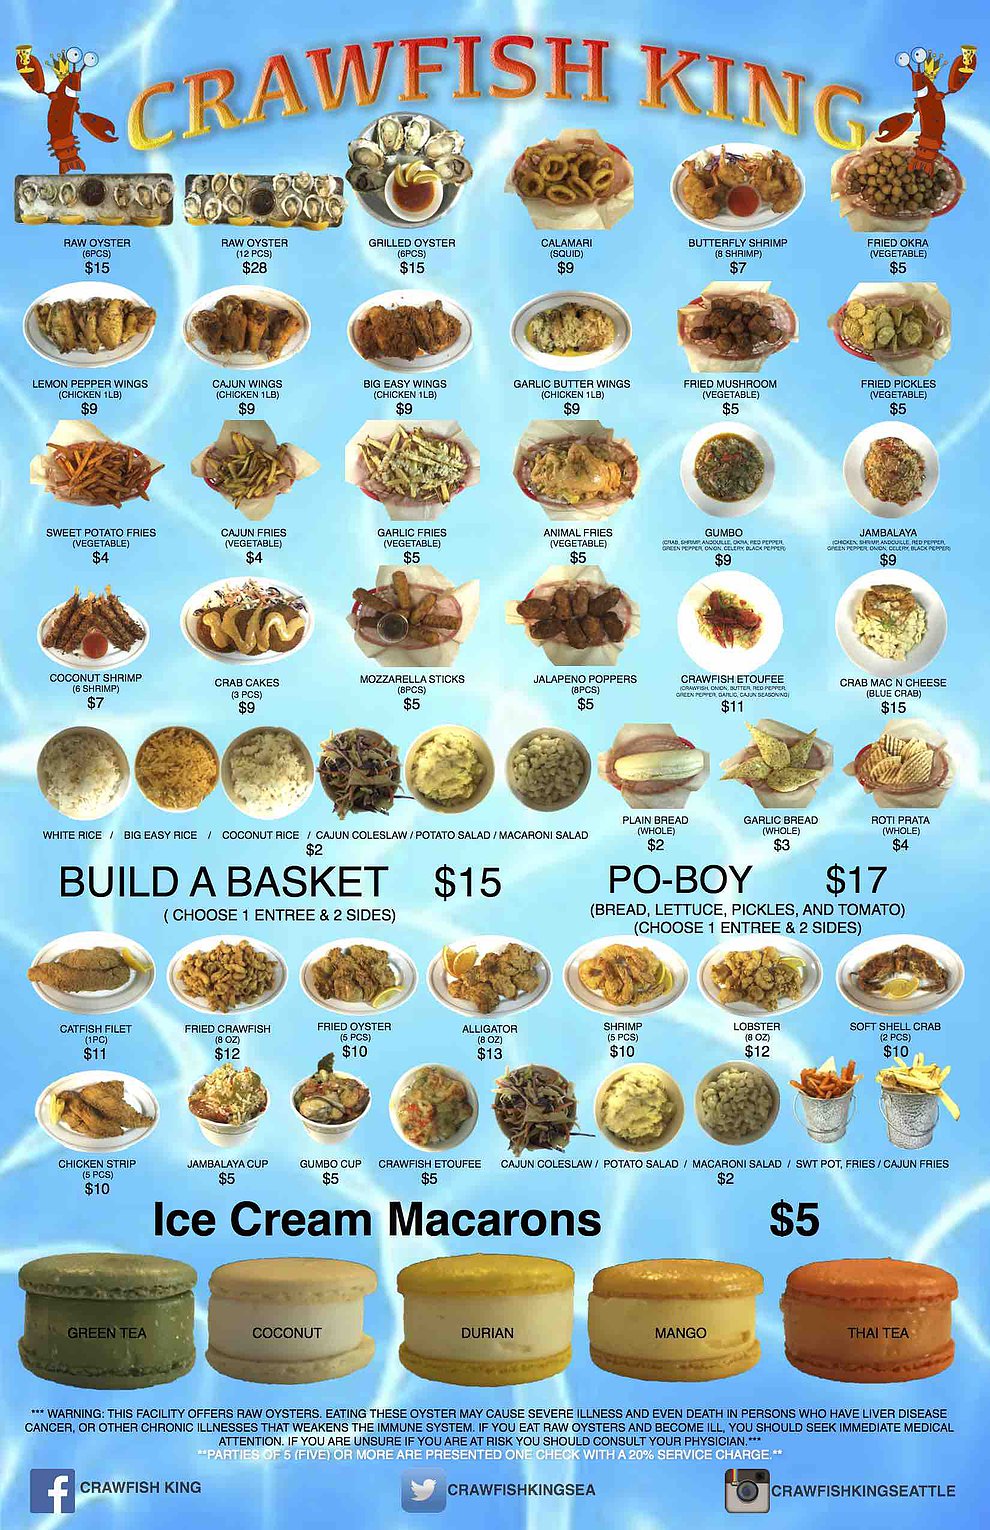 CRAWFISH KING
RAW OYSTER
(6PCS)
$15
RAW OYSTER
(12 PCS)
$28
GRILLED OYSTER
(6PCS)
$15
CALAMARI
(SQUID)
$9
BUTTERFLY SHRIMP
(8 SHRIMP)
$7
FRIED OKRA
(VEGETABLE)
$5
LEMON PEPPER WINGS
(CHICKEN 1LB)
$9
CAJUN WINGS
(CHICKEN 1LB)
$9
BIG EASY WINGS
(CHICKEN 1LB)
$9
GARLIC BUTTER WINGS
(CHICKEN 1LB)
$9
FRIED MUSHROOM
(VEGETABLE)
$5
FRIED PICKLES
(VEGETABLE)
$5
SWEET POTATO FRIES
(VEGETABLE)
$4
CAJUN FRIES
(VEGETABLE)
$4
GARLIC FRIES
(VEGETABLE)
$5
ANIMAL FRIES
(VEGETABLE)
$5
GUMBO
(CRAB, SHRIMP, ANDOUILLE, OKRA, RED PEPPER,
GREEN PEPPER, ONION, CELERY, BLACK PEPPER)
$9
JAMBALAYA
(CHICKEN, SHRIMP, ANDOUILLE, RED PEPPER,
GREEN PEPPER, ONION, CELERY, BLACK PEPPER)
$9
COCONUT SHRIMP
(6 SHRIMP)
$7
CRAB CAKES
(3 PCS)
$9
MOZZARELLA STICKS
(6PCS)
$5
JALAPENO POPPERS
(8PCS)
$5
CRAWFISH ETOUFEE
(CRAWFISH, ONION, BUTTER, RED PEPPER,
GREEN PEPPER, GARLIC, CAJUN SEASONING)
$11
CRAB MAC N CHEESE
(BLUE CRAB)
$15
WHITE RICE / BIG EASY RICE / COCONUT RICE / CAJUN COLESLAW / POTATO SALAD / MACARONI SALAD
$2
PLAIN BREAD
(WHOLE)
$2
GARLIC BREAD
(WHOLE)
$3
ROTI PRATA
(WHOLE)
$4
BUILD A BASKET $15
( CHOOSE 1 ENTREE & 2 SIDES)
PO-BOY $17
(BREAD, LETTUCE, PICKLES, AND TOMATO)
(CHOOSE 1 ENTREE & 2 SIDES)
CATFISH FILET
(1PC)
$11
FRIED CRAWFISH
(8 OZ)
$12
FRIED OYSTER
(5 PCS)
$10
ALLIGATOR
(8 OZ)
$13
SHRIMP
(5 PCS)
$10
LOBSTER
(8 OZ)
$12
SOFT SHELL CRAB
(2 PCS)
$10
CHICKEN STRIP
(5 PCS)
$10
JAMBALAYA CUP
$5
GUMBO CUP
$5
CRAWFISH ETOUFEE
$5
CAJUN COLESLAW / POTATO SALAD / MACARONI SALAD / SWT POT, FRIES / CAJUN FRIES
$2
Ice Cream Macarons $5
GREEN TEA
COCONUT
DURIAN
MANGO
THAI TEA
*** WARNING: THIS FACILITY OFFERS RAW OYSTERS. EATING THESE OYSTER MAY CAUSE SEVERE ILLNESS AND EVEN DEATH IN PERSONS WHO HAVE LIVER DISEASE
CANCER, OR OTHER CHRONIC ILLNESSES THAT WEAKENS THE IMMUNE SYSTEM. IF YOU EAT RAW OYSTERS AND BECOME ILL, YOU SHOULD SEEK IMMEDIATE MEDICAL
ATTENTION. IF YOU ARE UNSURE IF YOU ARE AT RISK YOU SHOULD CONSULT YOUR PHYSICIAN.***
**PARTIES OF 5 (FIVE) OR MORE ARE PRESENTED ONE CHECK WITH A 20% SERVICE CHARGE.**
CRAWFISH KING
CRAWFISHKINGSEA
CRAWFISHKINGSEATTLE